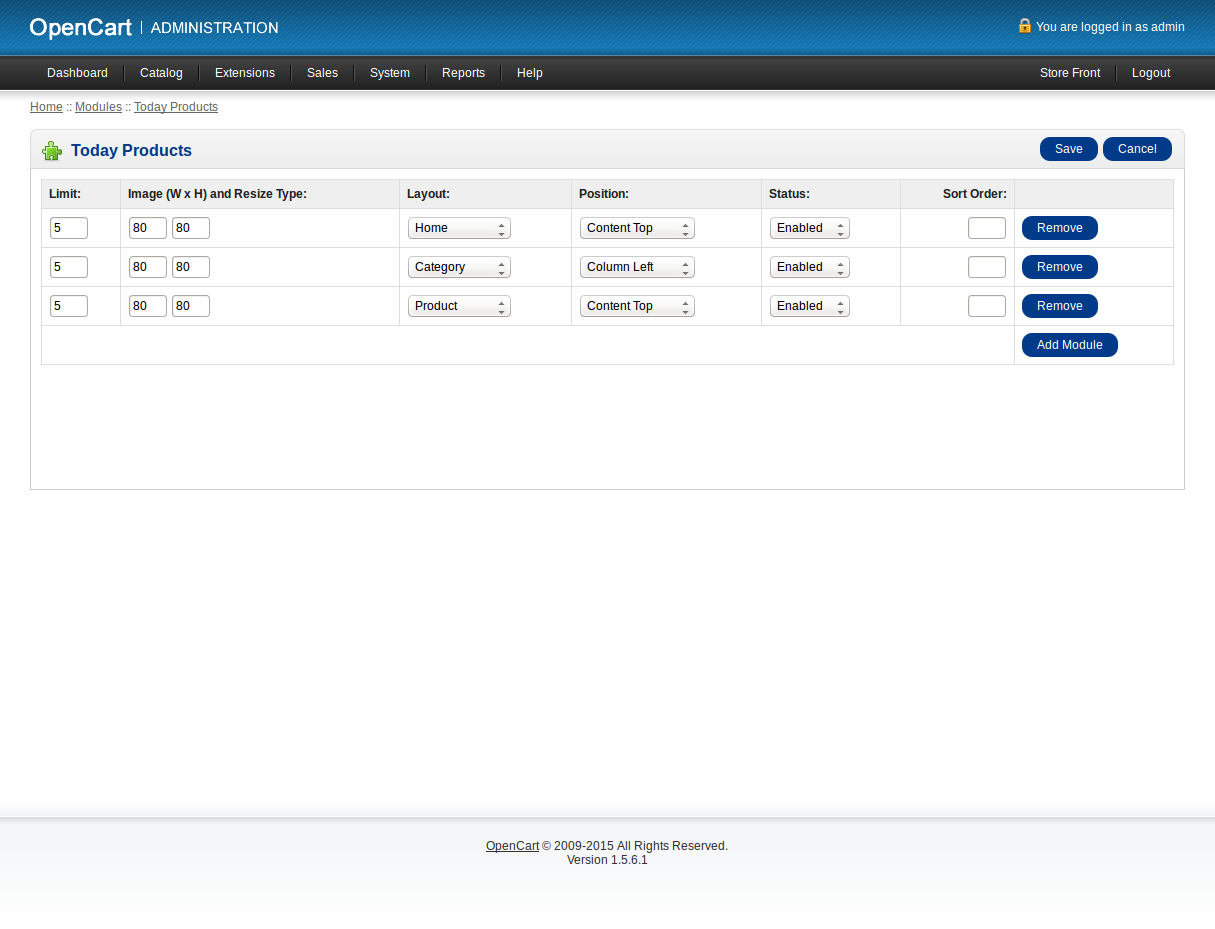 OpenCart | ADMINISTRATION
You are logged in as admin
Dashboard Catalog Extensions Sales System Reports Help Store Front Logout
Home :: Modules :: Today Products
Today Products
Save Cancel
Limit: Image (W x H) and Resize Type: Layout: Position: Status: Sort Order:
5 80 80 Home Content Top Enabled Remove
5 80 80 Category Column Left Enabled Remove
5 80 80 Product Content Top Enabled Remove
Add Module
OpenCart © 2009-2015 All Rights Reserved.
Version 1.5.6.1